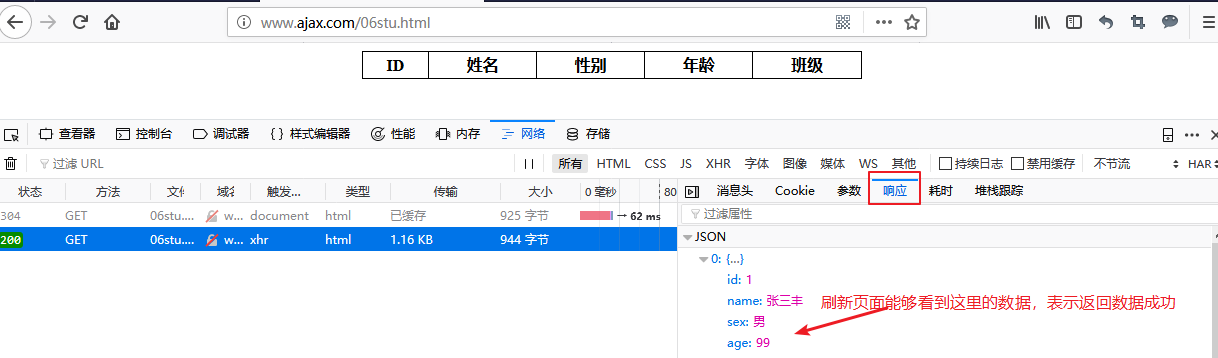 www.ajax.com/06stu.html
ID 姓名 性别 年龄 班级
查看器 控制台 调试器 {} 样式编辑器 性能 内存 网络 存储
过滤 URL 所有 HTML CSS JS XHR 字体 图像 媒体 WS 其他 持续日志 禁用缓存 不节流 HAR
状态 方法 文件 域名 触发... 类型 传输 大小 0 毫秒 80 消息头 Cookie 参数 响应 耗时 堆栈跟踪
304 GET 06stu.... w... document html 已缓存 925 字节 → 62 ms 过滤属性
200 GET 06stu.... w... xhr html 1.16 KB 944 字节 JSON
0: {...}
id: 1
name: 张三丰 刷新页面能够看到这里的数据，表示返回数据成功
sex: 男
age: 99